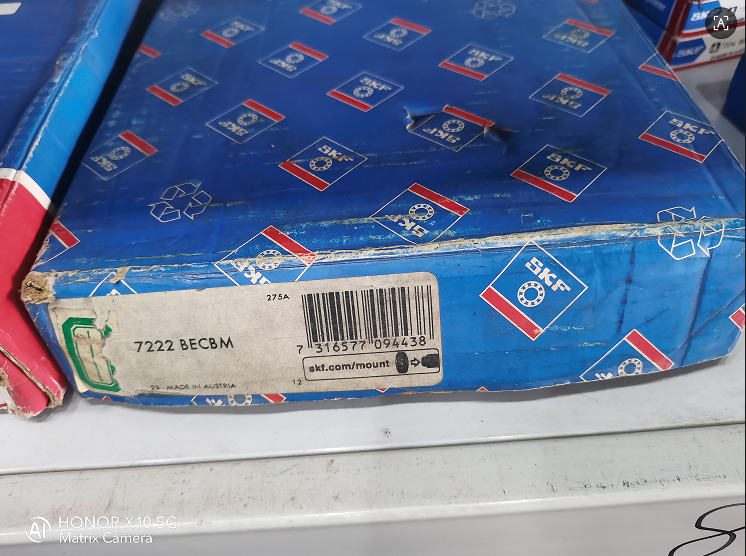 SKF
275A
7222 BECBM
7 316577 094438
skf.com/mount
29 MADE IN AUSTRIA
12
HONOR X10 5G
Matrix Camera